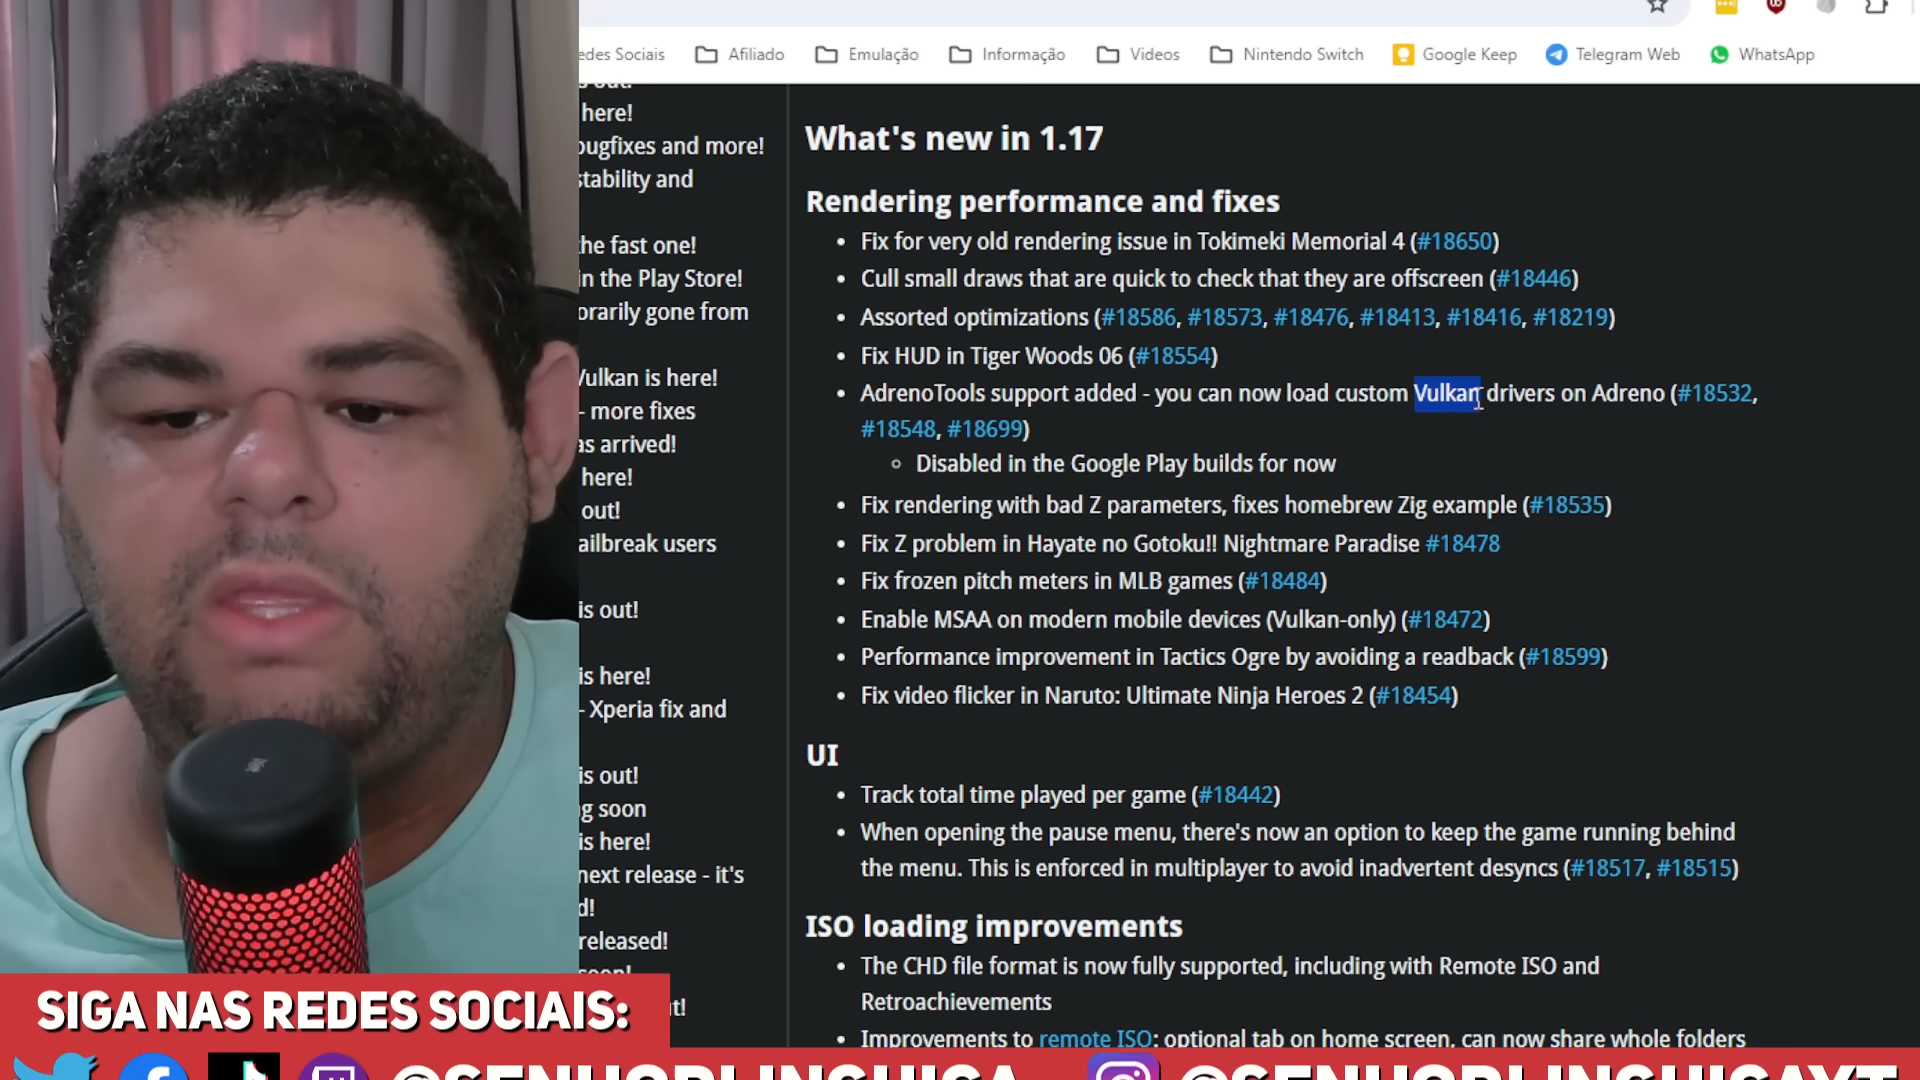 edes Sociais Afiliado Emulação Informação Videos Nintendo Switch Google Keep Telegram Web WhatsApp
here!
ougfixes and more!
stability and
the fast one!
in the Play Store!
orarily gone from
Vulkan is here!
- more fixes
as arrived!
here!
out!
ailbreak users
is out!
is here!
- Xperia fix and
is out!
g soon
is here!
next release - it's
d!
released!
soon!
t!
What's new in 1.17
Rendering performance and fixes
• Fix for very old rendering issue in Tokimeki Memorial 4 (#18650)
• Cull small draws that are quick to check that they are offscreen (#18446)
• Assorted optimizations (#18586, #18573, #18476, #18413, #18416, #18219)
• Fix HUD in Tiger Woods 06 (#18554)
• AdrenoTools support added - you can now load custom Vulkan drivers on Adreno (#18532,
#18548, #18699)
◦ Disabled in the Google Play builds for now
• Fix rendering with bad Z parameters, fixes homebrew Zig example (#18535)
• Fix Z problem in Hayate no Gotoku!! Nightmare Paradise #18478
• Fix frozen pitch meters in MLB games (#18484)
• Enable MSAA on modern mobile devices (Vulkan-only) (#18472)
• Performance improvement in Tactics Ogre by avoiding a readback (#18599)
• Fix video flicker in Naruto: Ultimate Ninja Heroes 2 (#18454)
UI
• Track total time played per game (#18442)
• When opening the pause menu, there's now an option to keep the game running behind
the menu. This is enforced in multiplayer to avoid inadvertent desyncs (#18517, #18515)
ISO loading improvements
• The CHD file format is now fully supported, including with Remote ISO and
Retroachievements
• Improvements to remote ISO: optional tab on home screen, can now share whole folders
SIGA NAS REDES SOCIAIS:
@SENHORLINGUICA @SENHORLINGUICAYT